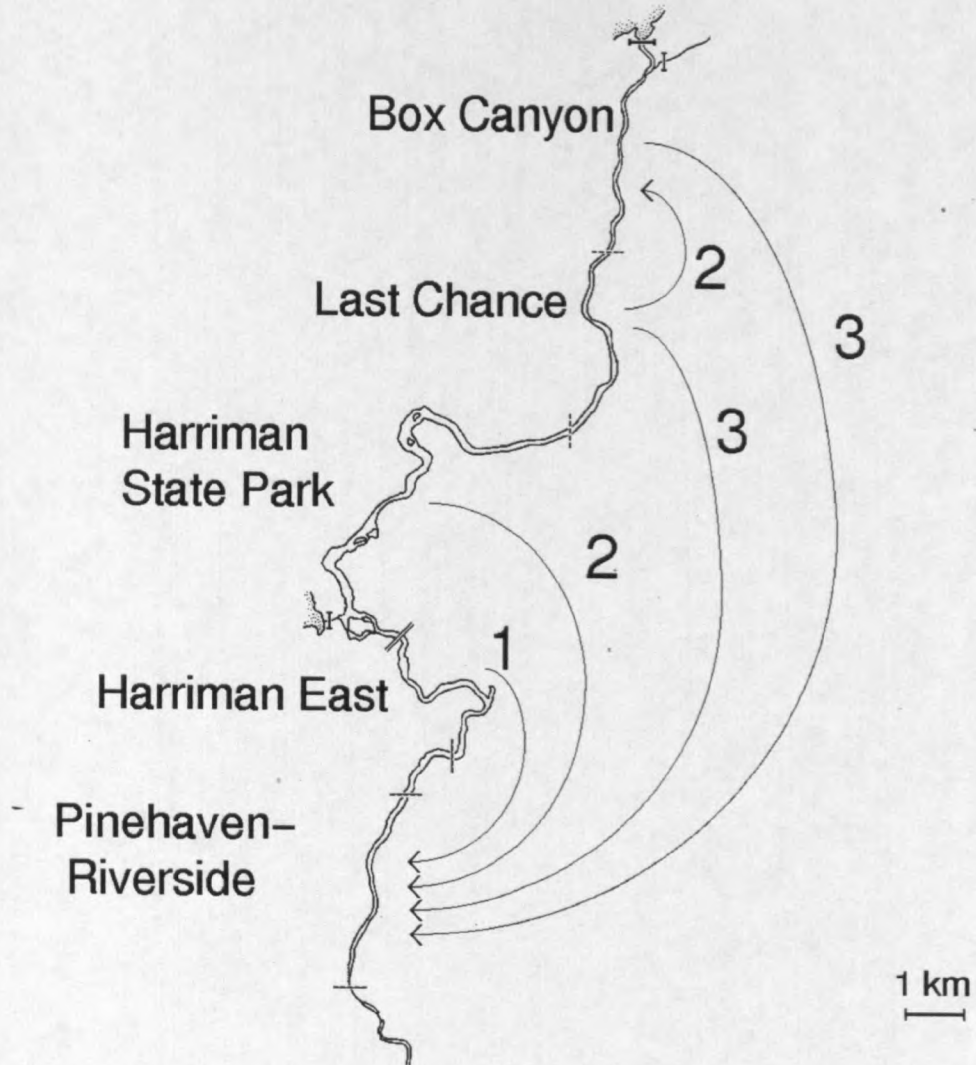 Box Canyon
2
Last Chance
3
3
Harriman
State Park
2
1
Harriman East
Pinehaven–
Riverside
1 km